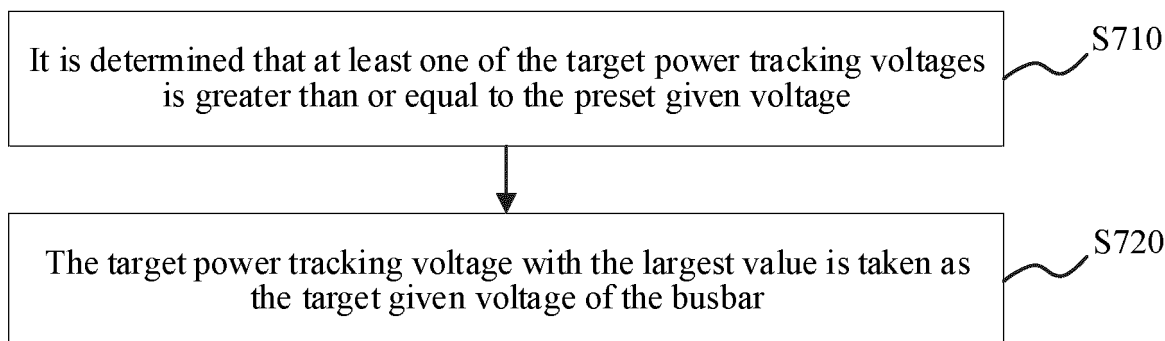 It is determined that at least one of the target power tracking voltages
is greater than or equal to the preset given voltage
S710
The target power tracking voltage with the largest value is taken as
the target given voltage of the busbar
S720